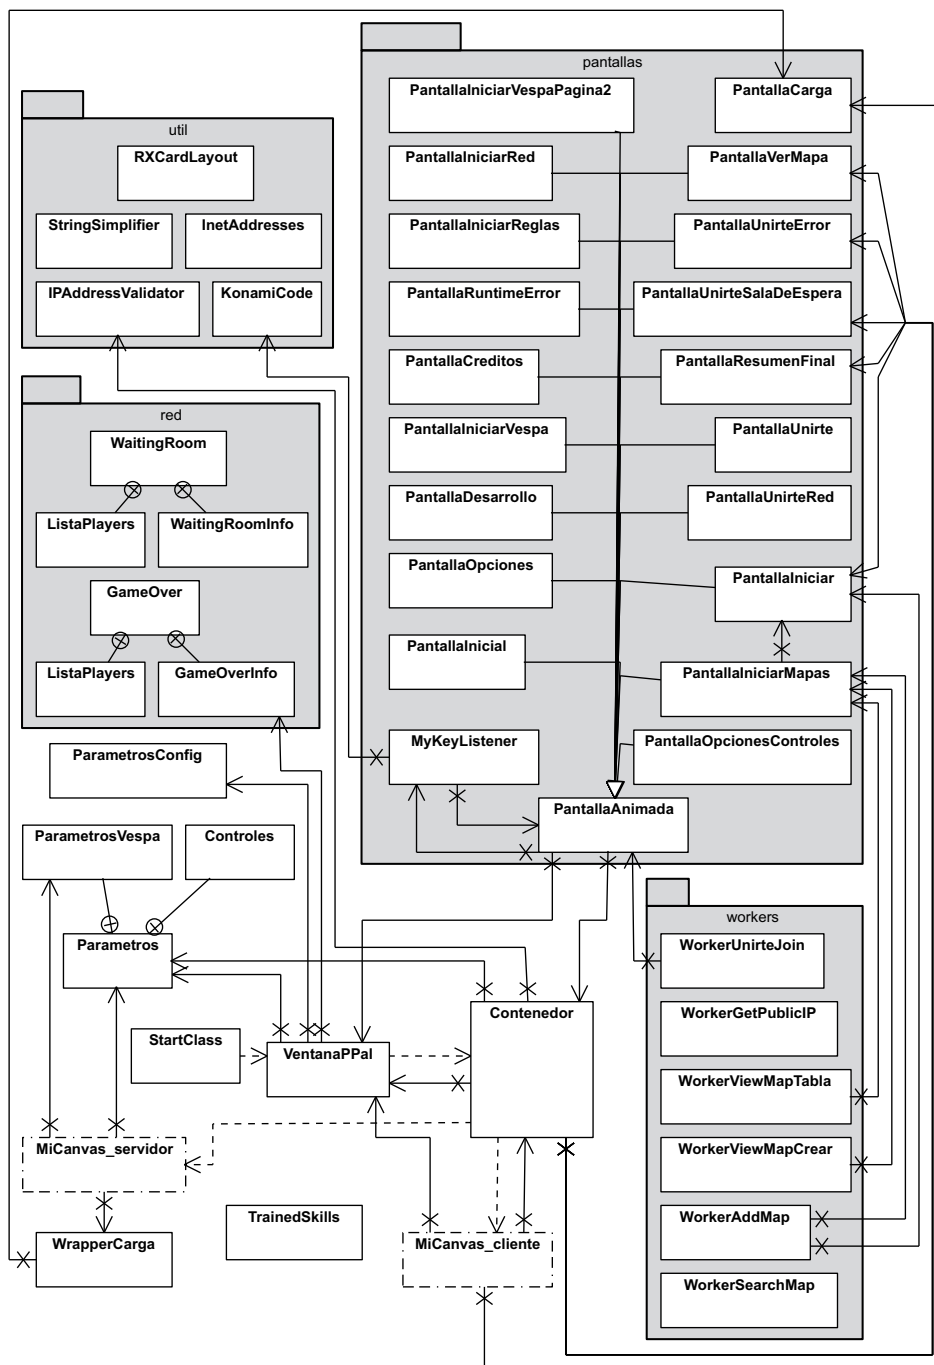 pantallas
PantallaIniciarVespaPagina2
PantallaCarga
util
RXCardLayout
PantallaIniciarRed
PantallaVerMapa
StringSimplifier
InetAddresses
PantallaIniciarReglas
PantallaUnirteError
IPAddressValidator
KonamiCode
PantallaRuntimeError
PantallaUnirteSalaDeEspera
PantallaCreditos
PantallaResumenFinal
red
WaitingRoom
PantallaIniciarVespa
PantallaUnirte
ListaPlayers
WaitingRoomInfo
PantallaDesarrollo
PantallaUnirteRed
GameOver
PantallaOpciones
PantallaIniciar
ListaPlayers
GameOverInfo
PantallaInicial
PantallaIniciarMapas
ParametrosConfig
MyKeyListener
PantallaOpcionesControles
ParametrosVespa
Controles
PantallaAnimada
workers
Parametros
WorkerUnirteJoin
Contenedor
WorkerGetPublicIP
StartClass
VentanaPPal
WorkerViewMapTabla
MiCanvas_servidor
WorkerViewMapCrear
TrainedSkills
WorkerAddMap
WrapperCarga
MiCanvas_cliente
WorkerSearchMap